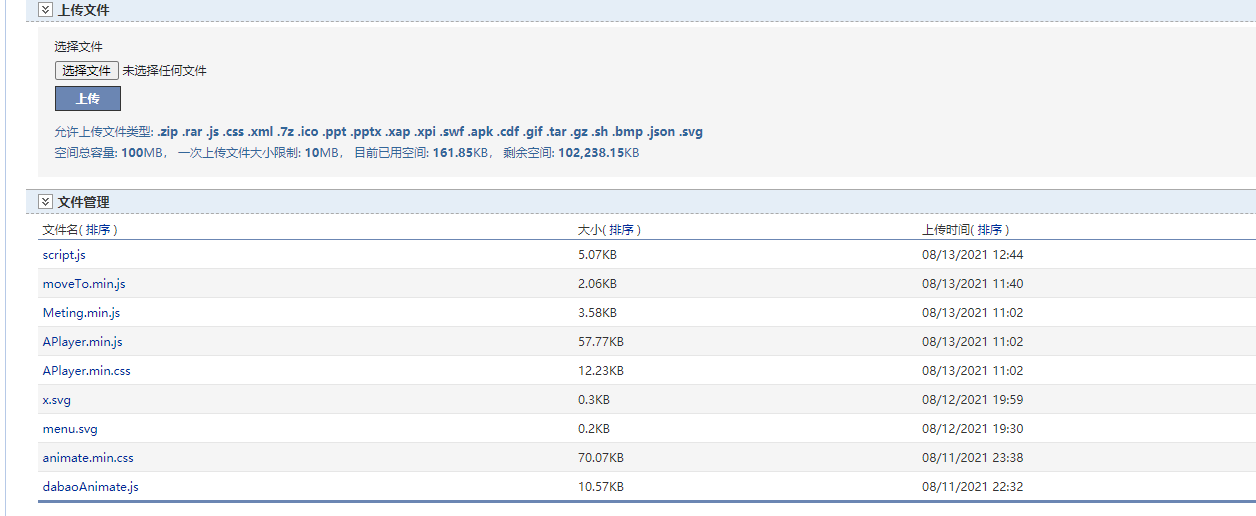 上传文件
选择文件
选择文件 未选择任何文件
上传
允许上传文件类型: .zip .rar .js .css .xml .7z .ico .ppt .pptx .xap .xpi .swf .apk .cdf .gif .tar .gz .sh .bmp .json .svg
空间总容量: 100MB， 一次上传文件大小限制: 10MB， 目前已用空间: 161.85KB， 剩余空间: 102,238.15KB
文件管理
文件名( 排序 ) 大小( 排序 ) 上传时间( 排序 )
script.js 5.07KB 08/13/2021 12:44
moveTo.min.js 2.06KB 08/13/2021 11:40
Meting.min.js 3.58KB 08/13/2021 11:02
APlayer.min.js 57.77KB 08/13/2021 11:02
APlayer.min.css 12.23KB 08/13/2021 11:02
x.svg 0.3KB 08/12/2021 19:59
menu.svg 0.2KB 08/12/2021 19:30
animate.min.css 70.07KB 08/11/2021 23:38
dabaoAnimate.js 10.57KB 08/11/2021 22:32